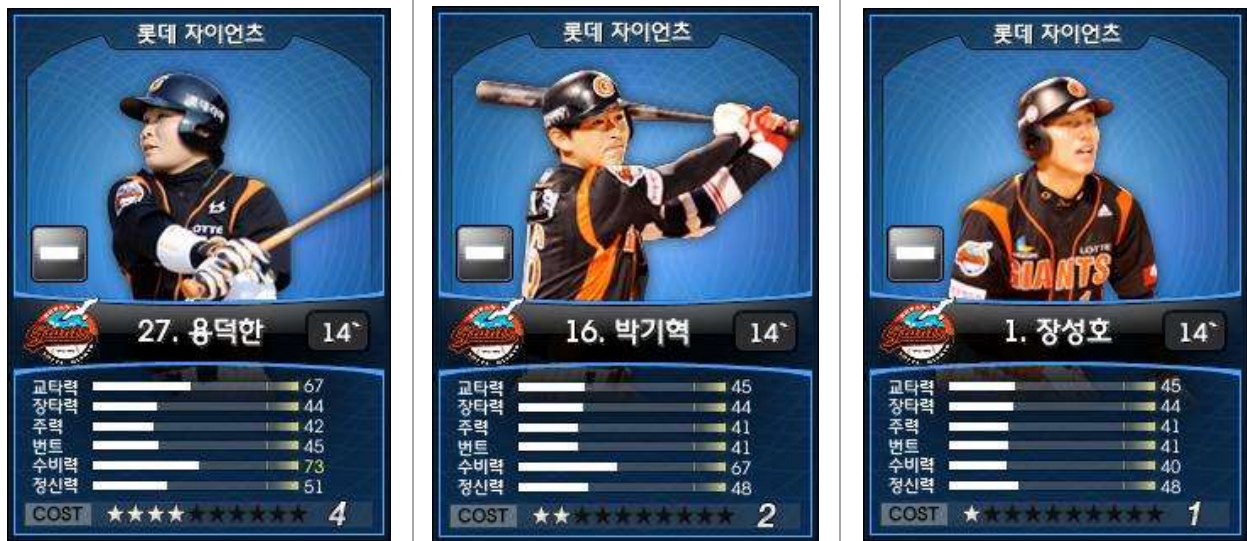 롯데 자이언츠
LOTTE
27. 용덕한
14`
교타력 67
장타력 44
주력 42
번트 45
수비력 73
정신력 51
COST 4
롯데 자이언츠
16. 박기혁
14`
교타력 45
장타력 44
주력 41
번트 41
수비력 67
정신력 48
COST 2
롯데 자이언츠
LOTTE
GIANTS
1. 장성호
14`
교타력 45
장타력 44
주력 41
번트 41
수비력 40
정신력 48
COST 1